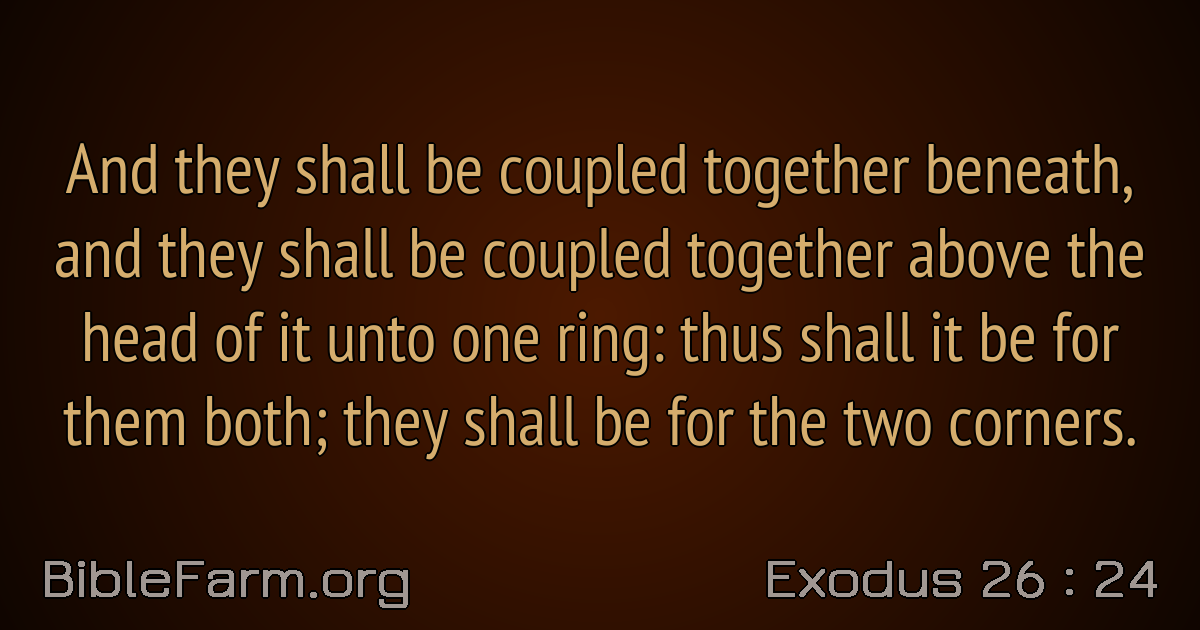 And they shall be coupled together beneath,
and they shall be coupled together above the
head of it unto one ring: thus shall it be for
them both; they shall be for the two corners.
BibleFarm.org
Exodus 26 : 24